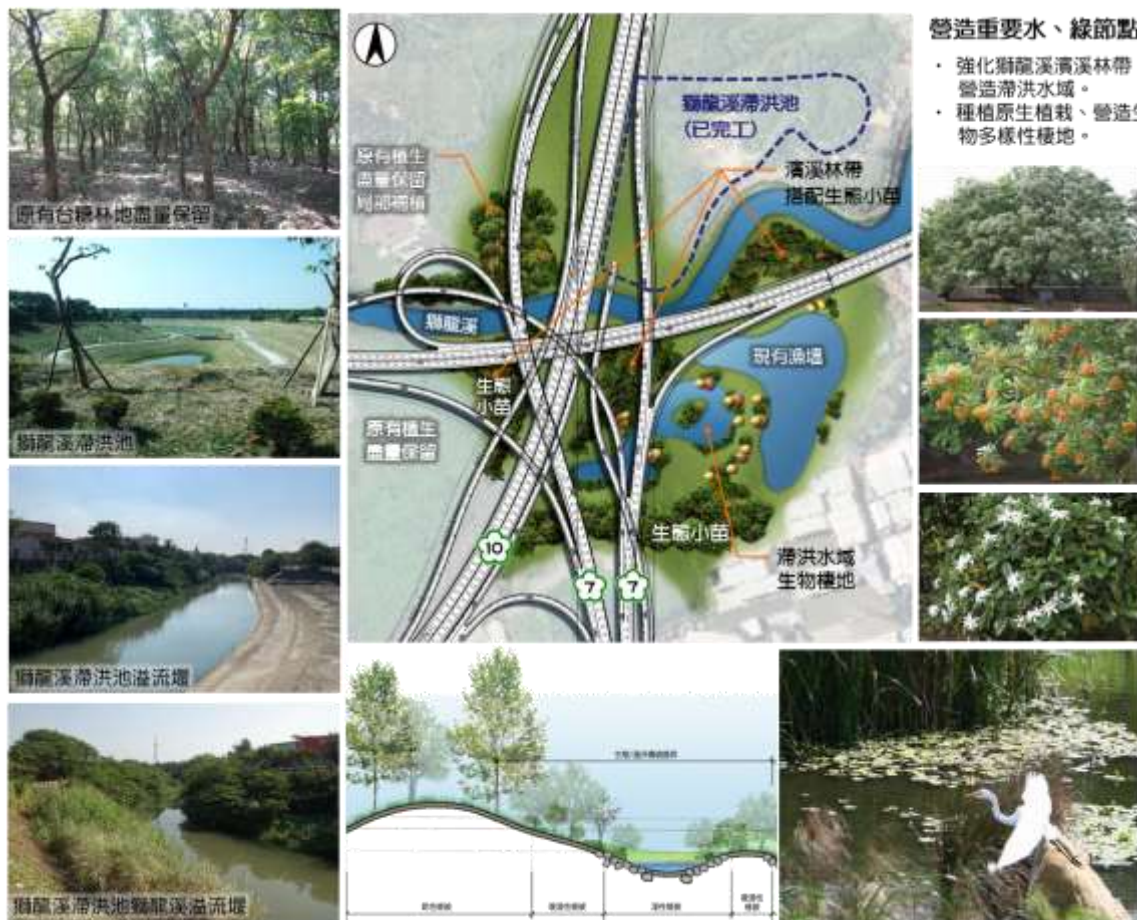 營造重要水、綠節點
・ 強化獅龍溪濱溪林帶
營造滯洪水域。
・ 種植原生植栽、營造生
物多樣性棲地。
原有台糖林地盡量保留
獅龍溪滯洪池
獅龍溪滯洪池溢流堰
獅龍溪滯洪池獅龍溪溢流堰
獅龍溪滯洪池
(已完工)
原有植生
盡量保留
局部補植
濱溪林帶
搭配生態小苗
獅龍溪
現有漁塭
生態
小苗
原有植生
盡量保留
生態小苗
滯洪水域
生物棲地
10
7
7